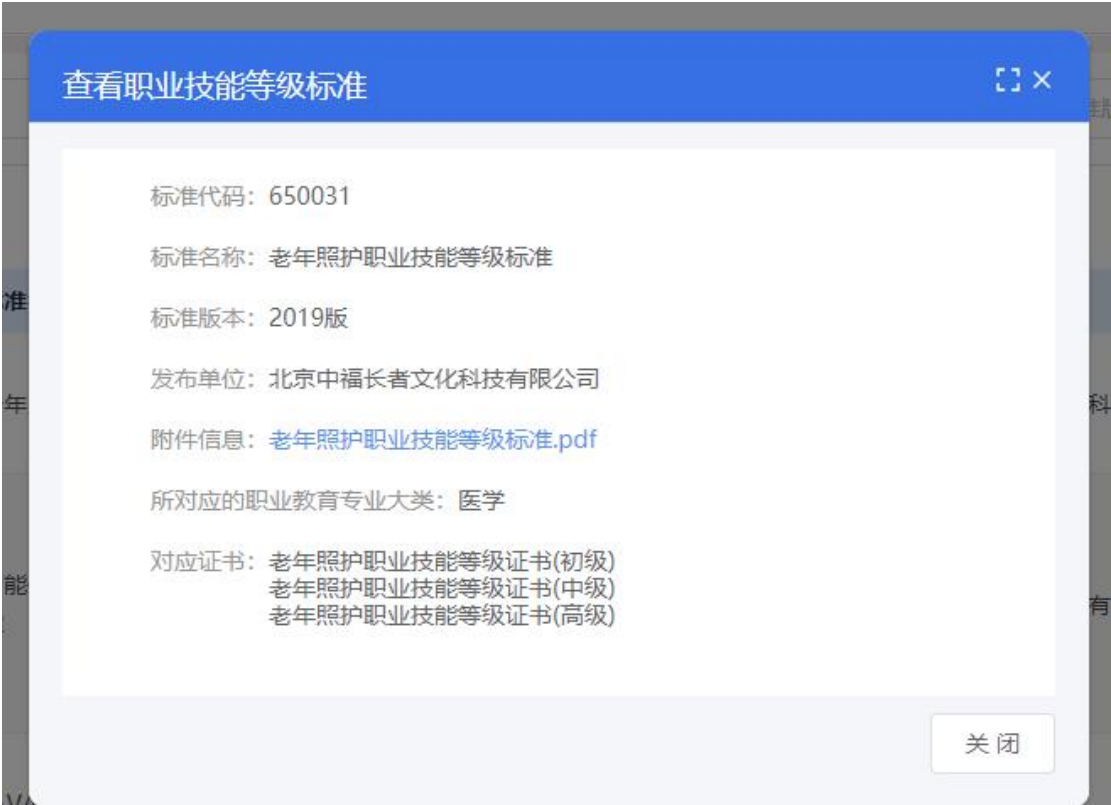 查看职业技能等级标准
标准代码：650031
标准名称：老年照护职业技能等级标准
标准版本：2019版
发布单位：北京中福长者文化科技有限公司
附件信息：老年照护职业技能等级标准.pdf
所对应的职业教育专业大类：医学
对应证书：老年照护职业技能等级证书(初级)
老年照护职业技能等级证书(中级)
老年照护职业技能等级证书(高级)
关闭
准
年
科
能
有